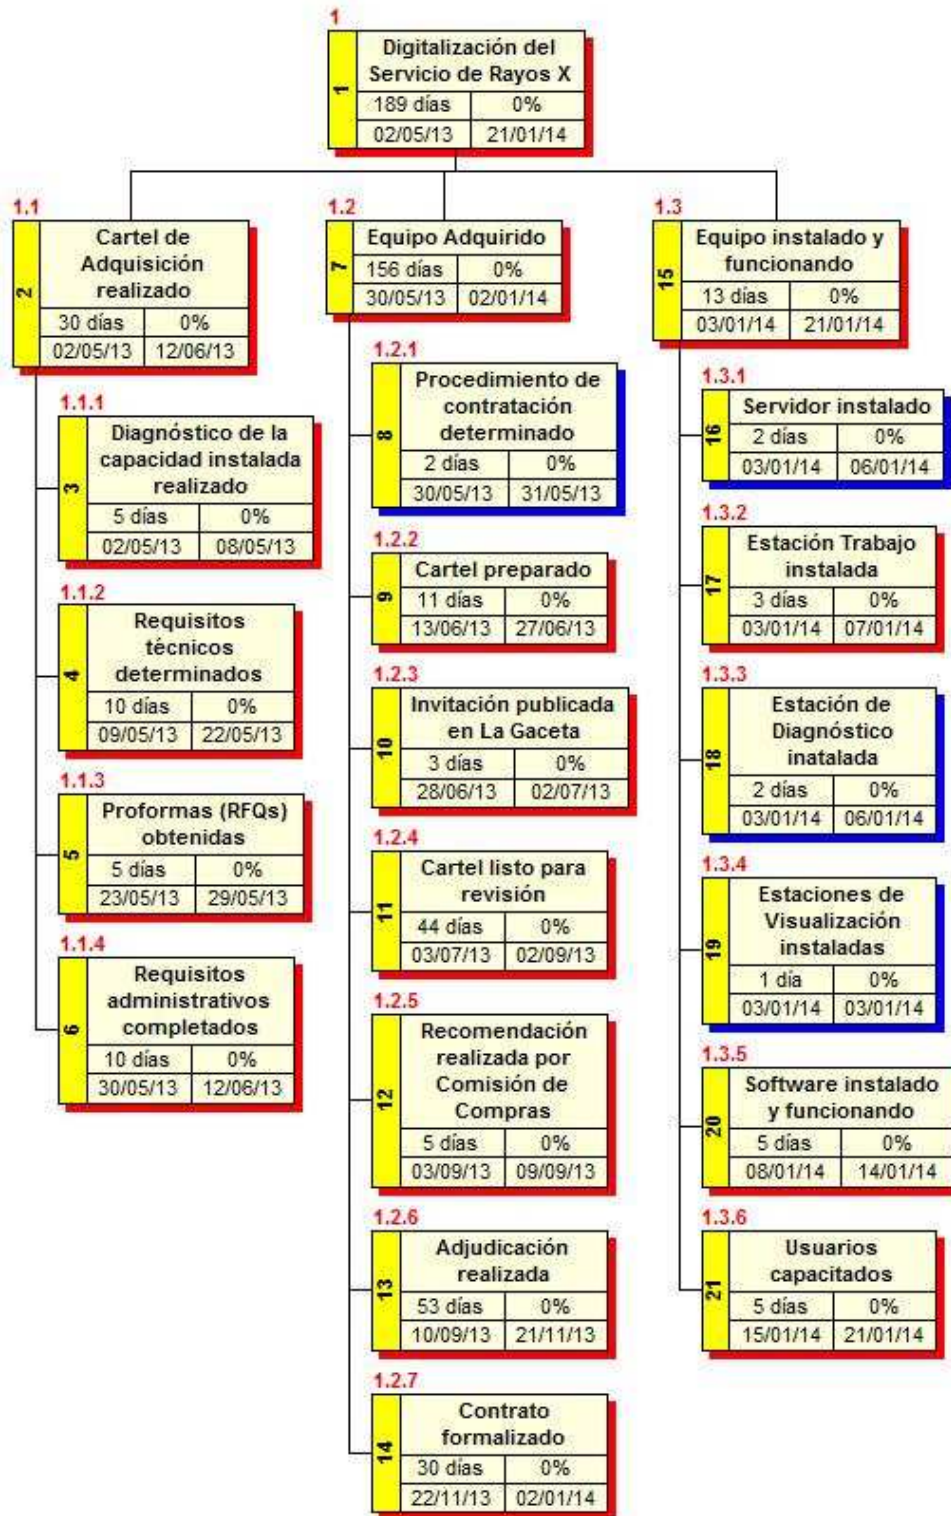 1
1
Digitalización del
Servicio de Rayos X
189 días 0%
02/05/13 21/01/14
1.1
2
Cartel de
Adquisición
realizado
30 días 0%
02/05/13 12/06/13
1.1.1
3
Diagnóstico de la
capacidad instalada
realizado
5 días 0%
02/05/13 08/05/13
1.1.2
4
Requisitos
técnicos
determinados
10 días 0%
09/05/13 22/05/13
1.1.3
5
Proformas (RFQs)
obtenidas
5 días 0%
23/05/13 29/05/13
1.1.4
6
Requisitos
administrativos
completados
10 días 0%
30/05/13 12/06/13
1.2
7
Equipo Adquirido
156 días 0%
30/05/13 02/01/14
1.2.1
8
Procedimiento de
contratación
determinado
2 días 0%
30/05/13 31/05/13
1.2.2
9
Cartel preparado
11 días 0%
13/06/13 27/06/13
1.2.3
10
Invitación publicada
en La Gaceta
3 días 0%
28/06/13 02/07/13
1.2.4
11
Cartel listo para
revisión
44 días 0%
03/07/13 02/09/13
1.2.5
12
Recomendación
realizada por
Comisión de
Compras
5 días 0%
03/09/13 09/09/13
1.2.6
13
Adjudicación
realizada
53 días 0%
10/09/13 21/11/13
1.2.7
14
Contrato
formalizado
30 días 0%
22/11/13 02/01/14
1.3
15
Equipo instalado y
funcionando
13 días 0%
03/01/14 21/01/14
1.3.1
16
Servidor instalado
2 días 0%
03/01/14 06/01/14
1.3.2
17
Estación Trabajo
instalada
3 días 0%
03/01/14 07/01/14
1.3.3
18
Estación de
Diagnóstico
inatalada
2 días 0%
03/01/14 06/01/14
1.3.4
19
Estaciones de
Visualización
instaladas
1 día 0%
03/01/14 03/01/14
1.3.5
20
Software instalado
y funcionando
5 días 0%
08/01/14 14/01/14
1.3.6
21
Usuarios
capacitados
5 días 0%
15/01/14 21/01/14